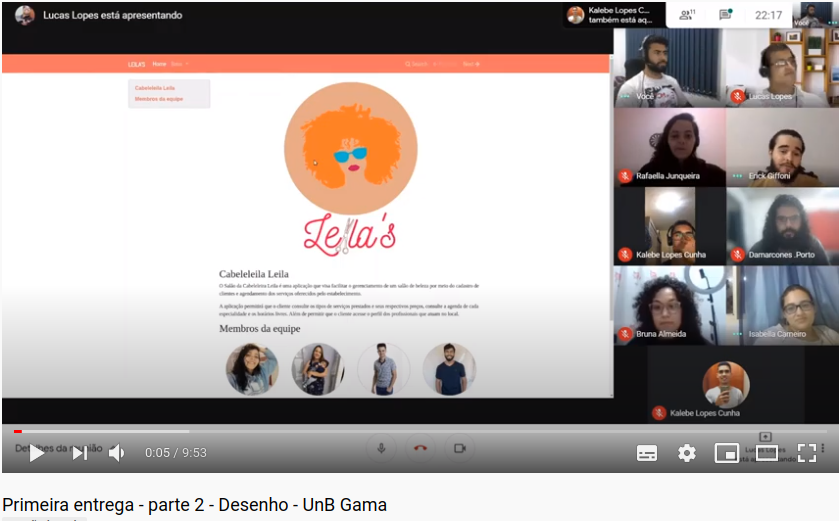 Lucas Lopes está apresentando
Kalebe Lopes C...
também está aq...
11
22:17
Você
LOLA'S Home
Search
Cabeleleila Leila
Membros da equipe
Leila's
Cabeleleila Leila
O Salão da Cabeleleira Leila é uma aplicação que visa facilitar o gerenciamento de um salão de beleza por meio do cadastro de
clientes e agendamento dos serviços oferecidos pelo estabelecimento.
A aplicação permitirá que o cliente consulte os tipos de serviços prestados e seus respectivos preços, consulte a agenda de cada
especialidade e os horários livres. Além de permitir que o cliente acesse o perfil dos profissionais que atuam no local.
Membros da equipe
Você
Lucas Lopes
Rafaella Junqueira
Erick Giffoni
Kalebe Lopes Cunha
Damarcones .Porto
Bruna Almeida
Isabella Carneiro
Kalebe Lopes Cunha
Detalhes da reunião
0:05 / 9:53
Lucas Lopes
está apresentando
Primeira entrega - parte 2 - Desenho - UnB Gama